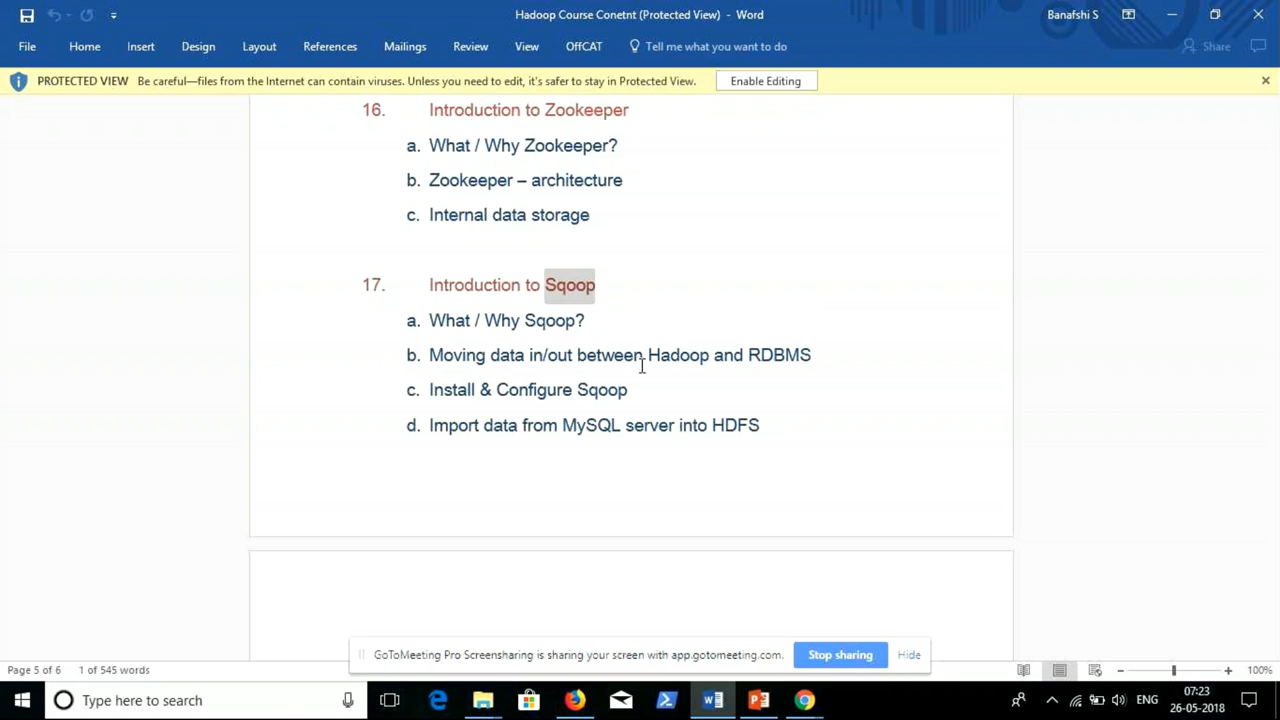 Hadoop Course Conetnt (Protected View) - Word
Banafshi S
File Home Insert Design Layout References Mailings Review View OffCAT Tell me what you want to do Share
PROTECTED VIEW Be careful—files from the Internet can contain viruses. Unless you need to edit, it's safer to stay in Protected View. Enable Editing
16. Introduction to Zookeeper
a. What / Why Zookeeper?
b. Zookeeper – architecture
c. Internal data storage
17. Introduction to Sqoop
a. What / Why Sqoop?
b. Moving data in/out between Hadoop and RDBMS
c. Install & Configure Sqoop
d. Import data from MySQL server into HDFS
GoToMeeting Pro Screensharing is sharing your screen with app.gotomeeting.com. Stop sharing Hide
Page 5 of 6 1 of 545 words 100%
Type here to search ENG
07:23
26-05-2018